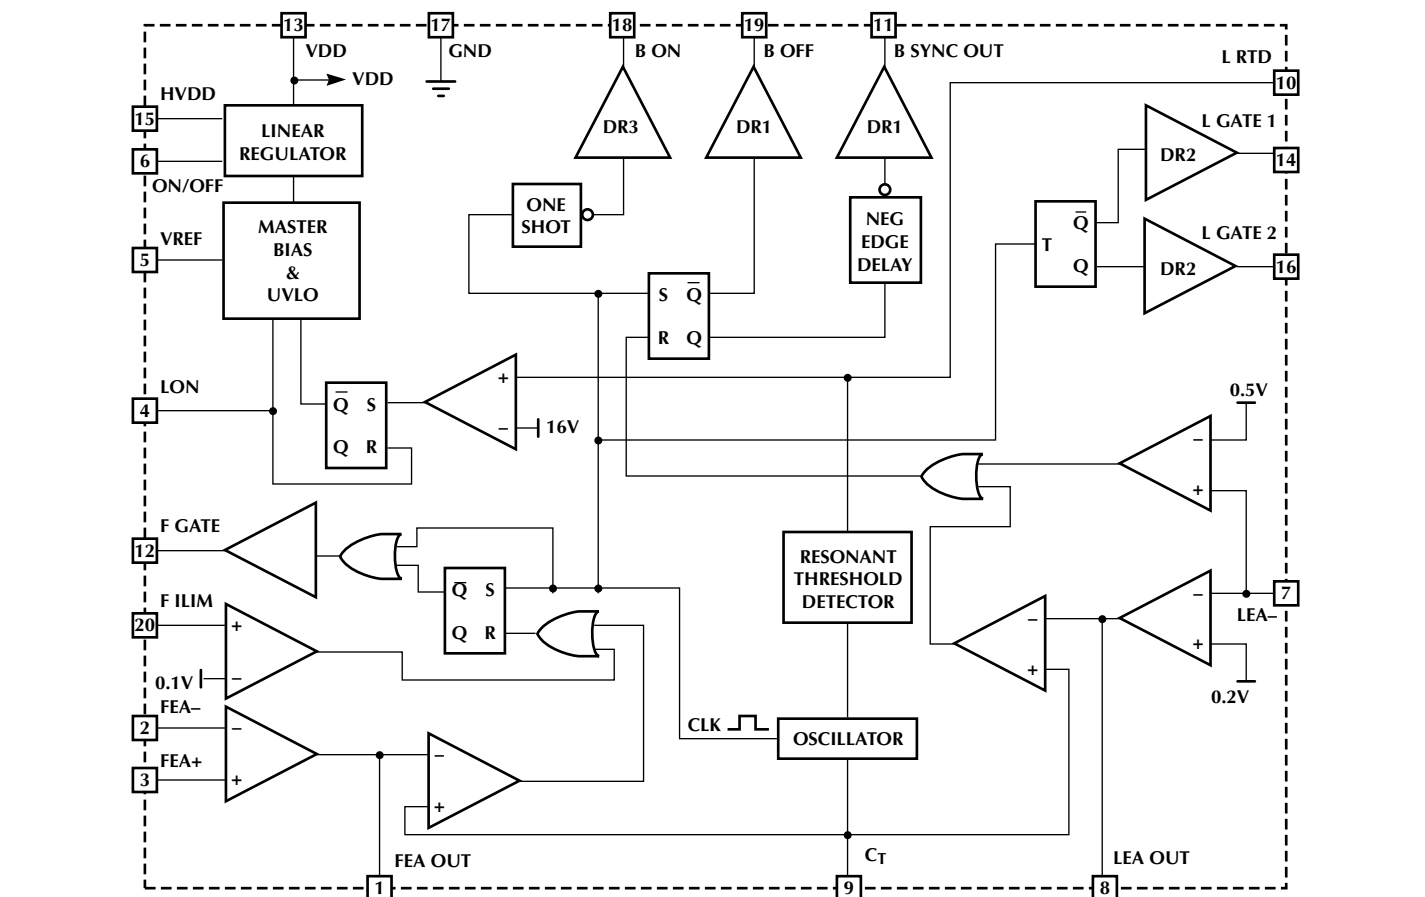 13
17
18
19
11
VDD
GND
B ON
B OFF
B SYNC OUT
L RTD
10
VDD
HVDD
15
LINEAR
REGULATOR
6
ON/OFF
DR3
DR1
DR1
DR2
L GATE 1
14
ONE
SHOT
NEG
EDGE
DELAY
T
Q̅
Q
DR2
L GATE 2
16
VREF
5
MASTER
BIAS
&
UVLO
S Q̅
R Q
LON
4
Q̅ S
Q R
+
–
16V
0.5V
–
+
F GATE
12
Q̅ S
Q R
RESONANT
THRESHOLD
DETECTOR
–
+
7
LEA–
0.2V
F ILIM
20
+
–
0.1V
–
+
FEA–
2
–
FEA+
3
+
–
+
CLK
OSCILLATOR
FEA OUT
1
CT
9
LEA OUT
8